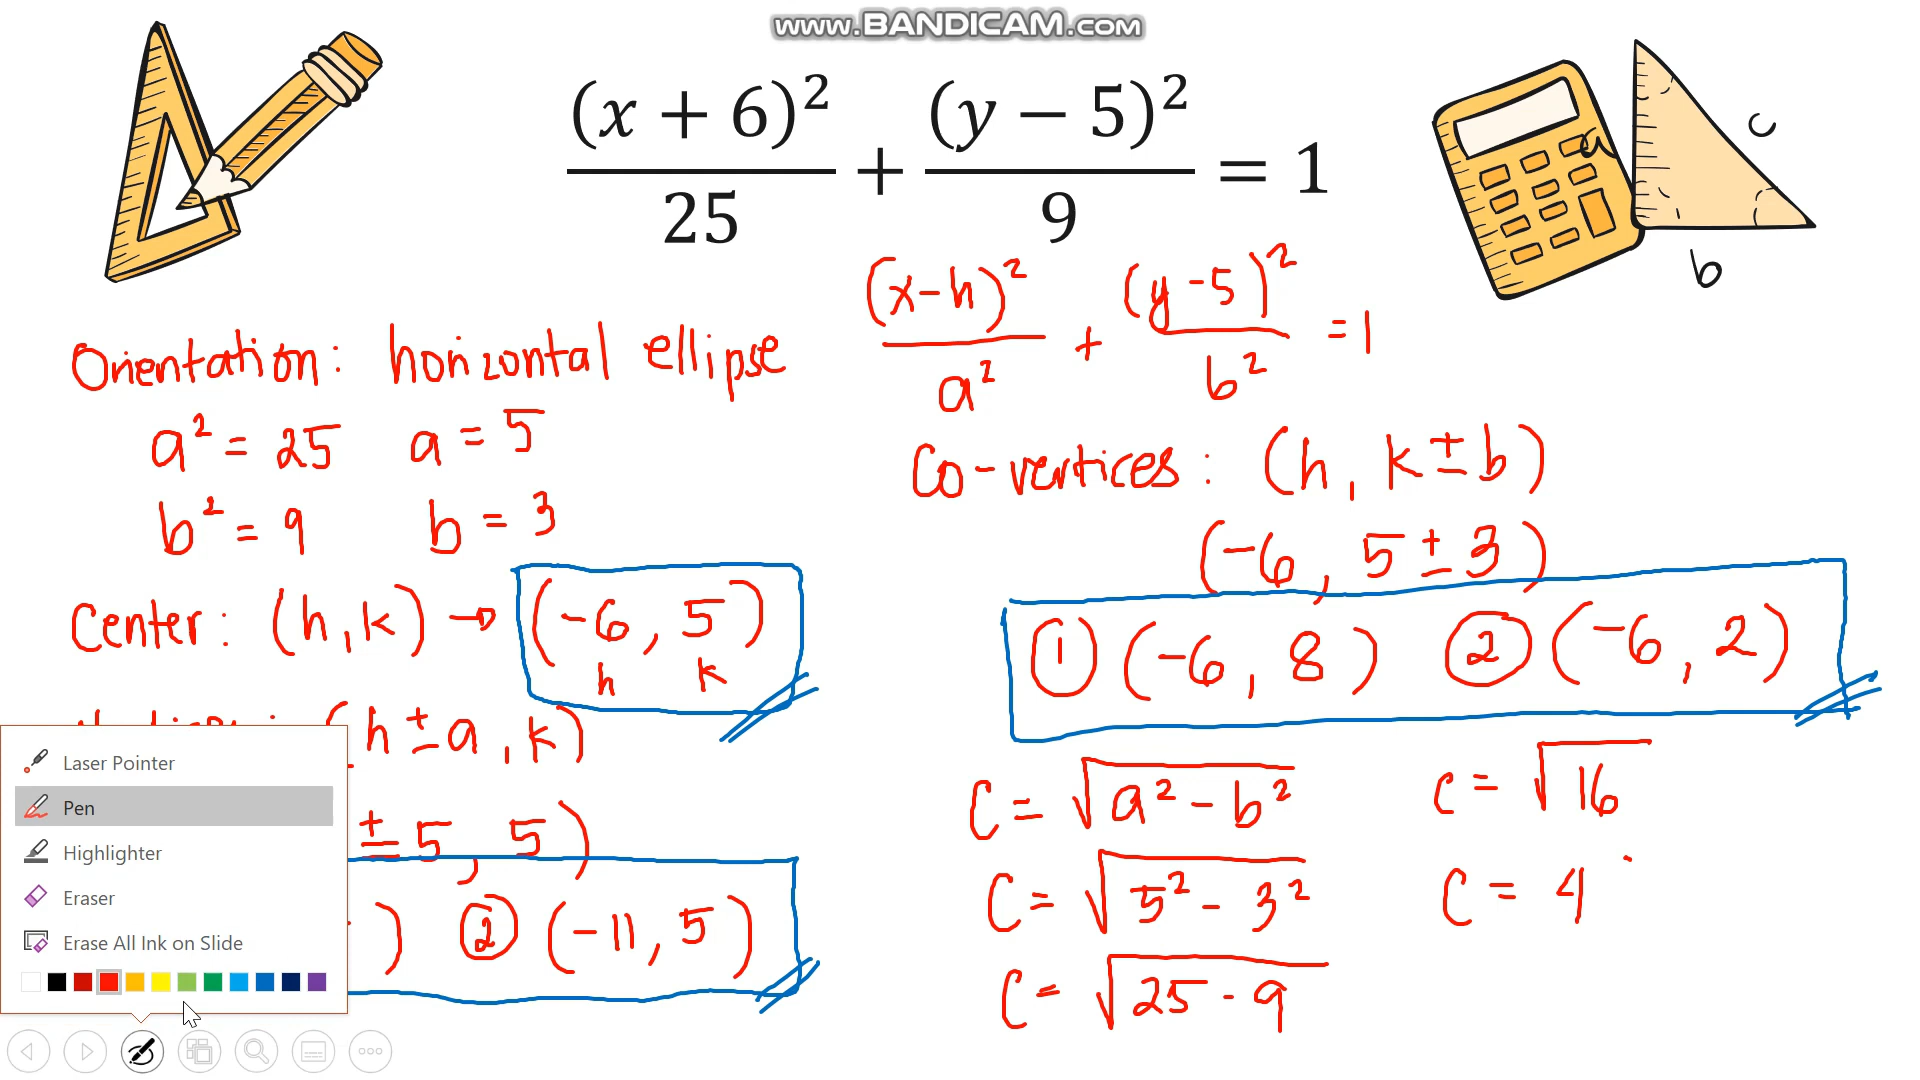 www.BANDICAM.com
(x + 6)²/25 + (y − 5)²/9 = 1
a
c
b
(x-h)²/a² + (y-5)²/b² = 1
Orientation: horizontal ellipse
a² = 25 a = 5
b² = 9 b = 3
Center: (h, k) → (-6, 5)
h k
(h ± a, k)
± 5, 5)
) ② (-11, 5)
Co-vertices: (h, k ± b)
(-6, 5 ± 3)
① (-6, 8) ② (-6, 2)
C = √a² - b²
C = √5² - 3²
C = √25 - 9
C = √16
C = 4
Laser Pointer
Pen
Highlighter
Eraser
Erase All Ink on Slide